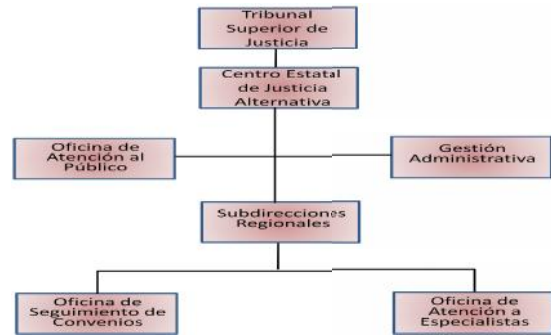 Tribunal
Superior de
Justicia
Centro Estatal
de Justicia
Alternativa
Oficina de
Atención al
Público
Gestión
Administrativa
Subdirecciones
Regionales
Oficina de
Seguimiento de
Convenios
Oficina de
Atención a
Especialistas